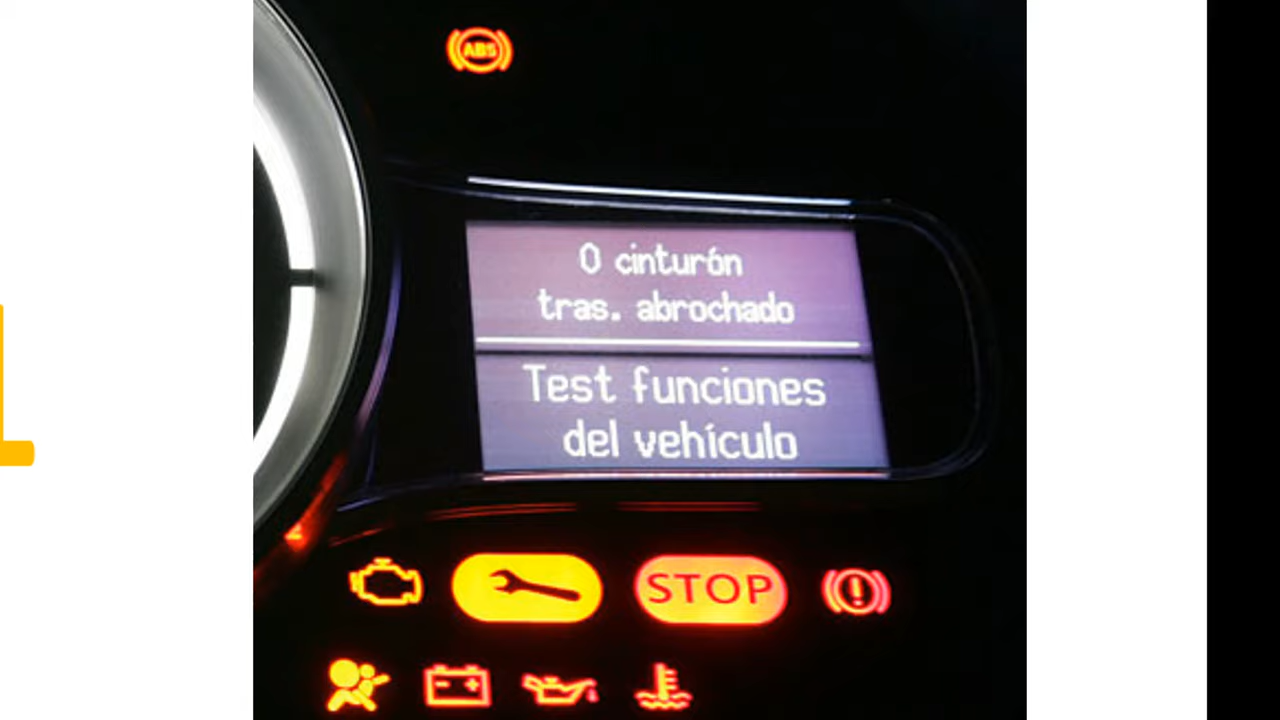 ABS
0 cinturón
tras. abrochado
Test funciones
del vehículo
STOP